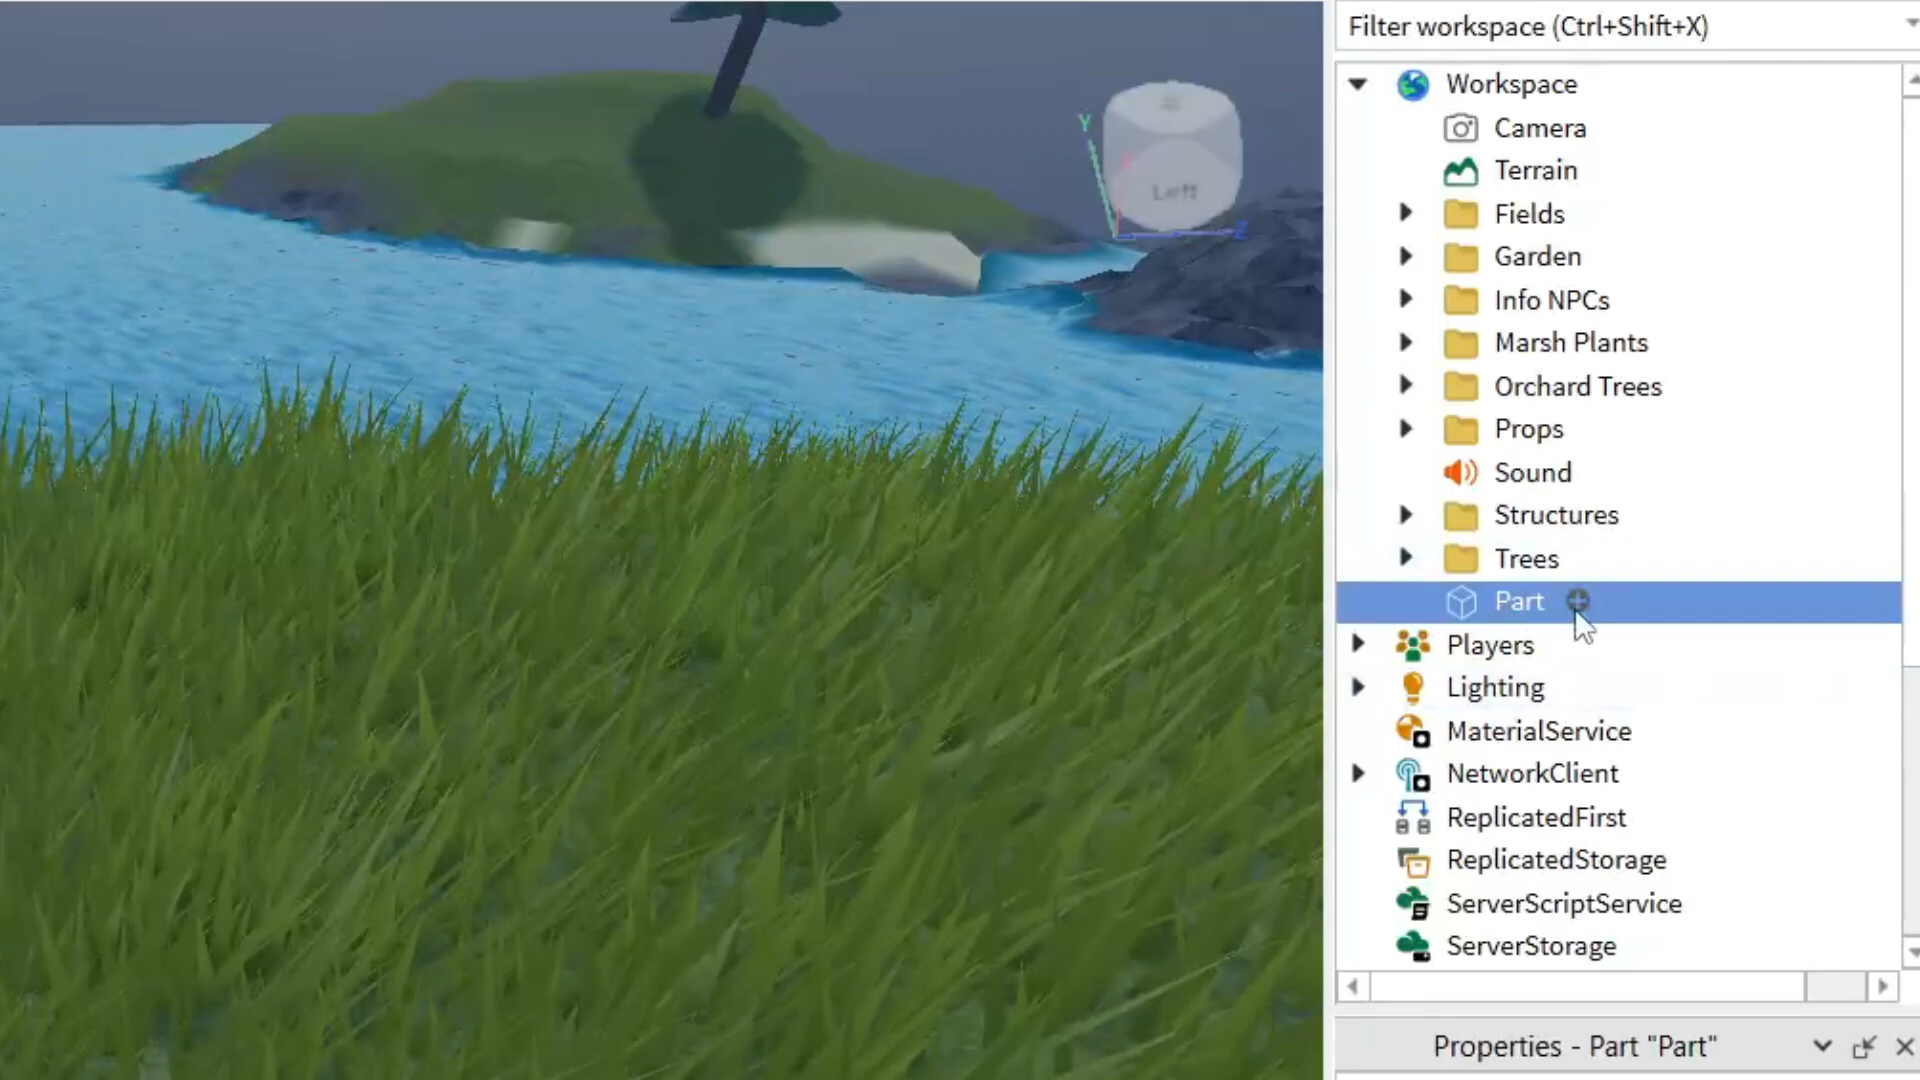 Filter workspace (Ctrl+Shift+X)
Workspace
Camera
Terrain
Fields
Garden
Info NPCs
Marsh Plants
Orchard Trees
Props
Sound
Structures
Trees
Part
Players
Lighting
MaterialService
NetworkClient
ReplicatedFirst
ReplicatedStorage
ServerScriptService
ServerStorage
Properties - Part "Part"
Y
Left
Z